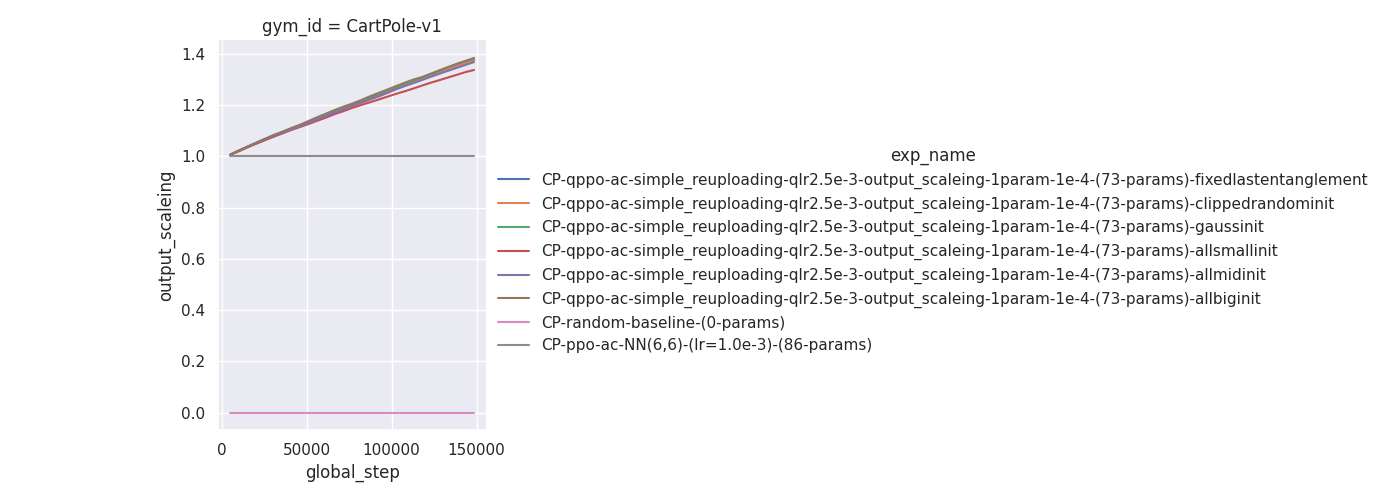 gym_id = CartPole-v1
1.4
1.2
1.0
0.8
0.6
0.4
0.2
0.0
output_scaleing
0
50000
100000
150000
global_step
exp_name
CP-qppo-ac-simple_reuploading-qlr2.5e-3-output_scaleing-1param-1e-4-(73-params)-fixedlastentanglement
CP-qppo-ac-simple_reuploading-qlr2.5e-3-output_scaleing-1param-1e-4-(73-params)-clippedrandominit
CP-qppo-ac-simple_reuploading-qlr2.5e-3-output_scaleing-1param-1e-4-(73-params)-gaussinit
CP-qppo-ac-simple_reuploading-qlr2.5e-3-output_scaleing-1param-1e-4-(73-params)-allsmallinit
CP-qppo-ac-simple_reuploading-qlr2.5e-3-output_scaleing-1param-1e-4-(73-params)-allmidinit
CP-qppo-ac-simple_reuploading-qlr2.5e-3-output_scaleing-1param-1e-4-(73-params)-allbiginit
CP-random-baseline-(0-params)
CP-ppo-ac-NN(6,6)-(lr=1.0e-3)-(86-params)